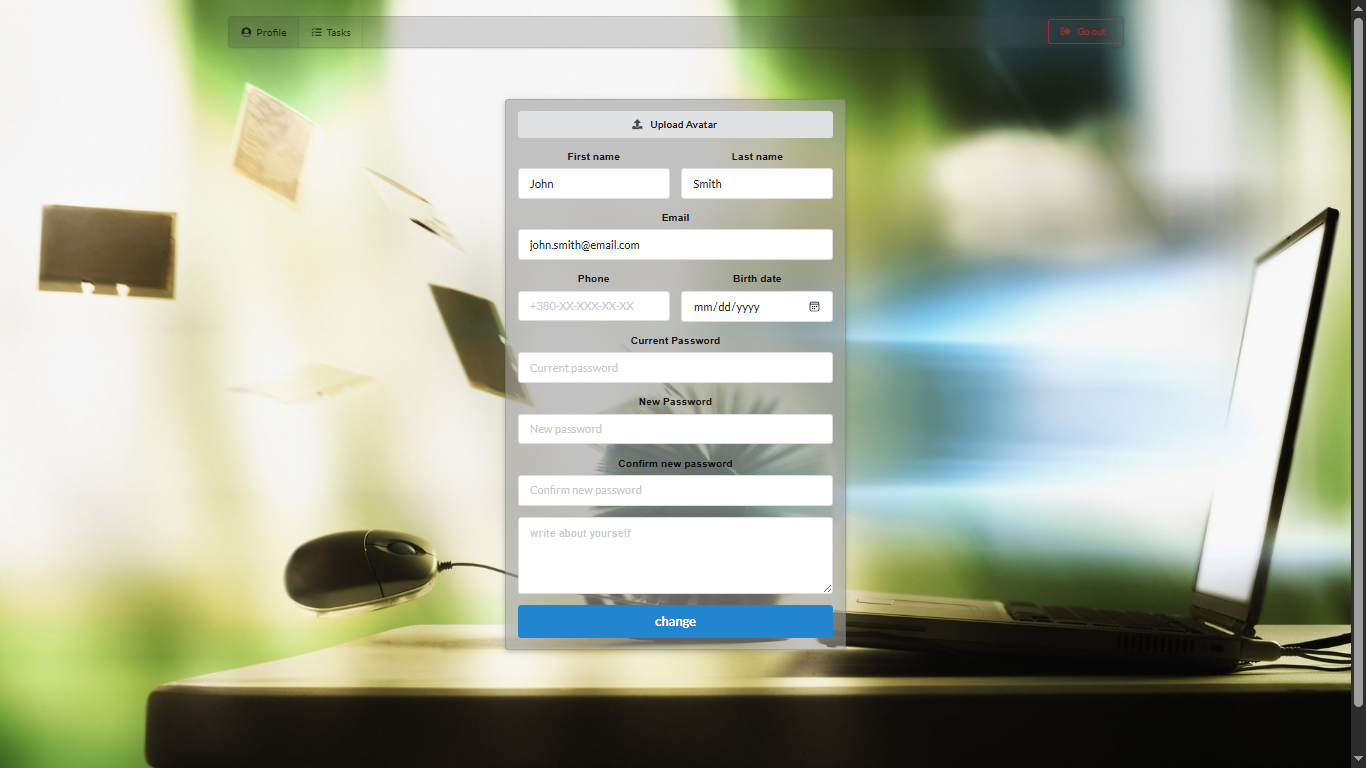 Profile Tasks Go out
Upload Avatar
First name Last name
John Smith
Email
john.smith@email.com
Phone Birth date
+380-XX-XXX-XX-XX mm/dd/yyyy
Current Password
Current password
New Password
New password
Confirm new password
Confirm new password
write about yourself
change